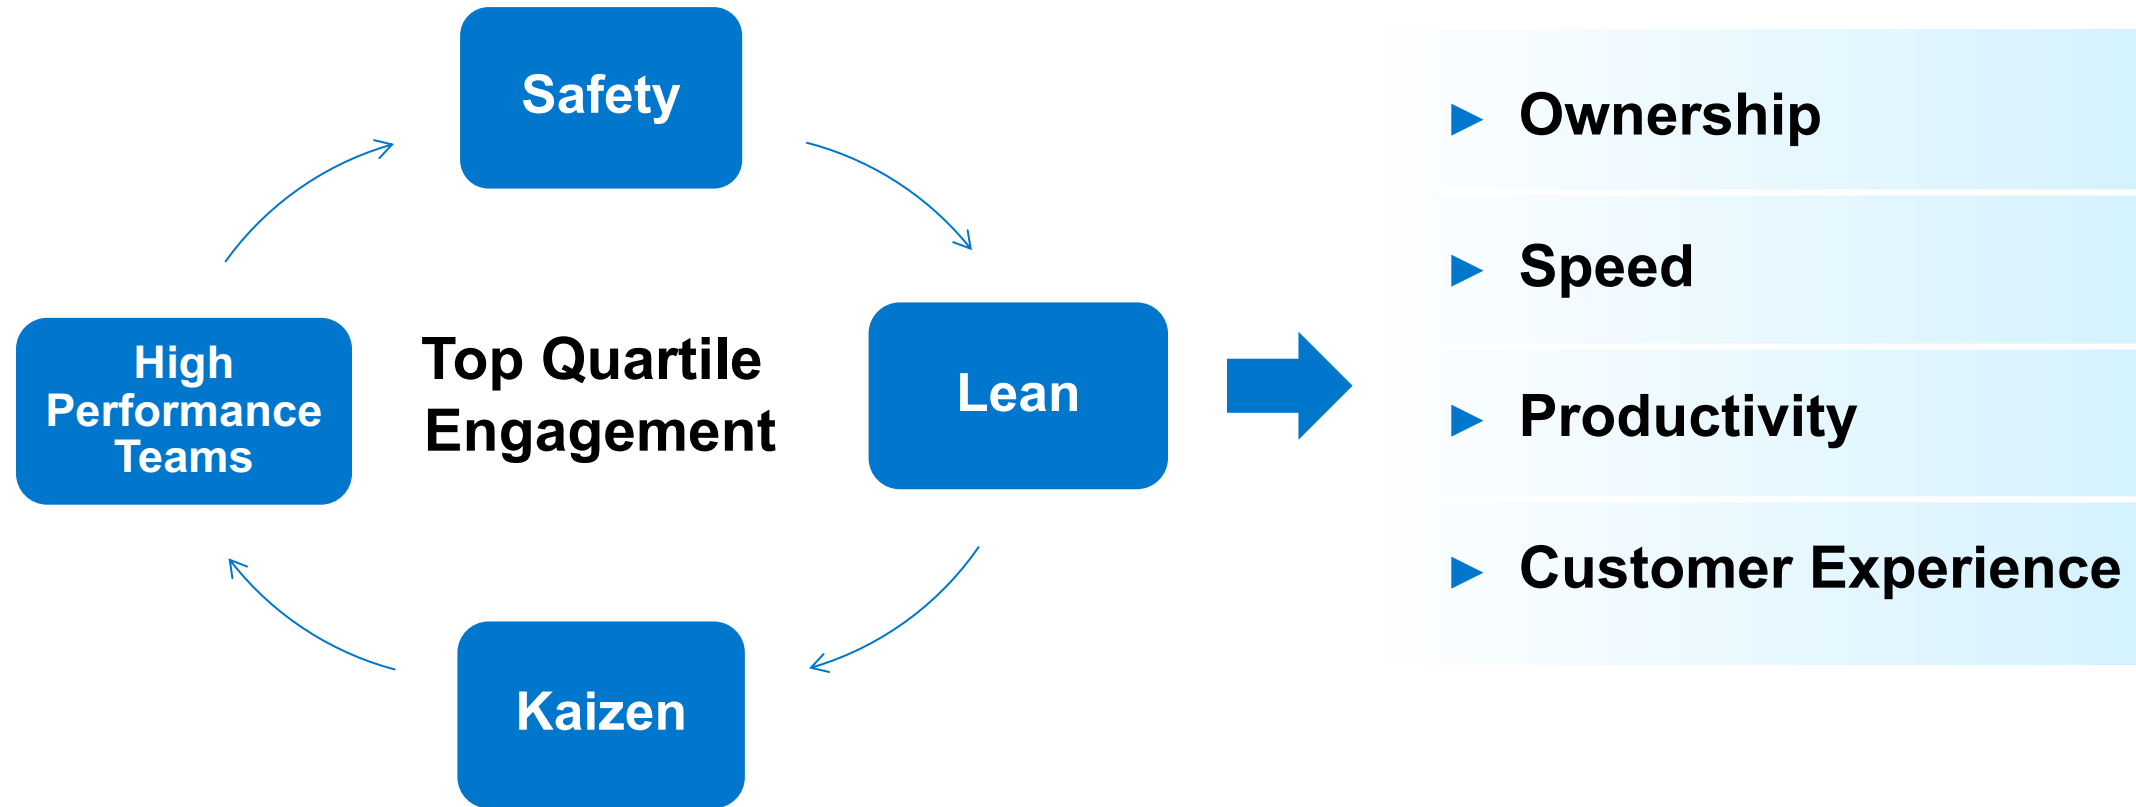 Safety
High
Performance
Teams
Top Quartile
Engagement
Lean
Kaizen
Ownership
Speed
Productivity
Customer Experience